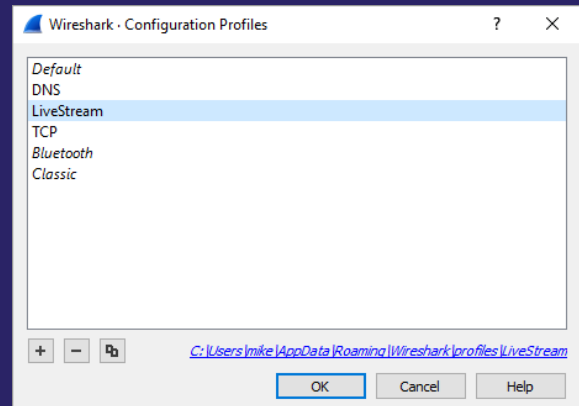 Wireshark · Configuration Profiles ?
Default
DNS
LiveStream
TCP
Bluetooth
Classic
C:\Users\mike\AppData\Roaming\Wireshark\profiles\LiveStream
OK Cancel Help